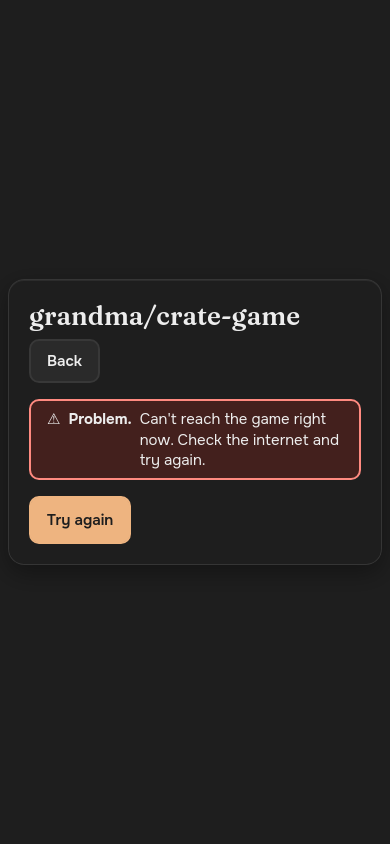 grandma/crate-game
Back
⚠ Problem. Can't reach the game right
now. Check the internet and
try again.
Try again